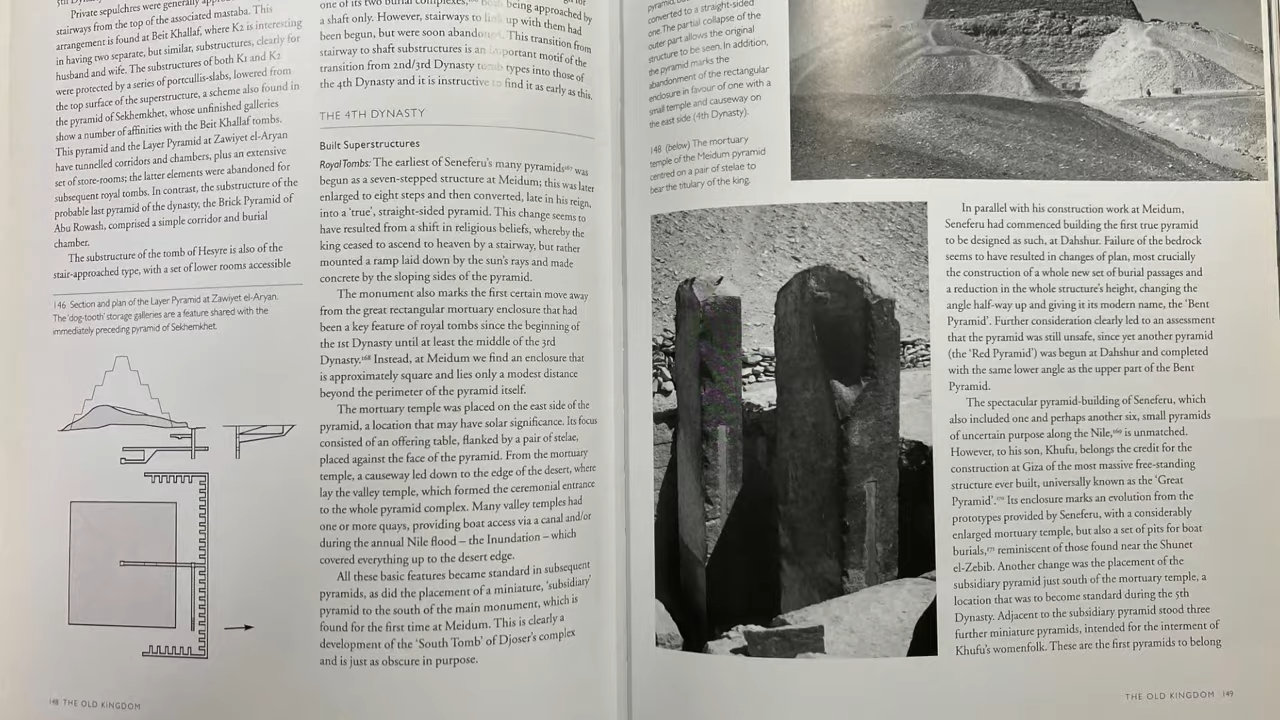 Private sepulchres were generally
stairways from the top of the associated mastaba. This
arrangement is found at Beit Khallaf, where K2 is interesting
in having two separate, but similar, substructures, clearly for
husband and wife. The substructures of both K1 and K2
were protected by a series of portcullis-slabs, lowered from
the top surface of the superstructure, a scheme also found in
the pyramid of Sekhemkhet, whose unfinished galleries
show a number of affinities with the Beit Khallaf tombs.
This pyramid and the Layer Pyramid at Zawiyet el-Aryan
have tunnelled corridors and chambers, plus an extensive
set of store-rooms; the latter elements were abandoned for
subsequent royal tombs. In contrast, the substructure of the
probable last pyramid of the dynasty, the Brick Pyramid of
Abu Rowash, comprised a simple corridor and burial
chamber.
The substructure of the tomb of Hesyre is also of the
stair-approached type, with a set of lower rooms accessible
146 Section and plan of the Layer Pyramid at Zawiyet el-Aryan.
The 'dog-tooth' storage galleries are a feature shared with the
immediately preceding pyramid of Sekhemkhet.
148 THE OLD KINGDOM
one of its two burial complexes, being approached by
a shaft only. However, stairways to link up with them had
been begun, but were soon abandoned. This transition from
stairway to shaft substructures is an important motif of the
transition from 2nd/3rd Dynasty tomb types into those of
the 4th Dynasty and it is instructive to find it as early as this.
THE 4TH DYNASTY
Built Superstructures
Royal Tombs: The earliest of Seneferu's many pyramids¹⁶⁷ was
begun as a seven-stepped structure at Meidum; this was later
enlarged to eight steps and then converted, late in his reign,
into a 'true', straight-sided pyramid. This change seems to
have resulted from a shift in religious beliefs, whereby the
king ceased to ascend to heaven by a stairway, but rather
mounted a ramp laid down by the sun's rays and made
concrete by the sloping sides of the pyramid.
The monument also marks the first certain move away
from the great rectangular mortuary enclosure that had
been a key feature of royal tombs since the beginning of
the 1st Dynasty until at least the middle of the 3rd
Dynasty.¹⁶⁸ Instead, at Meidum we find an enclosure that
is approximately square and lies only a modest distance
beyond the perimeter of the pyramid itself.
The mortuary temple was placed on the east side of the
pyramid, a location that may have solar significance. Its focus
consisted of an offering table, flanked by a pair of stelae,
placed against the face of the pyramid. From the mortuary
temple, a causeway led down to the edge of the desert, where
lay the valley temple, which formed the ceremonial entrance
to the whole pyramid complex. Many valley temples had
one or more quays, providing boat access via a canal and/or
during the annual Nile flood – the Inundation – which
covered everything up to the desert edge.
All these basic features became standard in subsequent
pyramids, as did the placement of a miniature, 'subsidiary'
pyramid to the south of the main monument, which is
found for the first time at Meidum. This is clearly a
development of the 'South Tomb' of Djoser's complex
and is just as obscure in purpose.
converted to a straight-sided
one. The partial collapse of the
outer part allows the original
structure to be seen. In addition,
the pyramid marks the
abandonment of the rectangular
enclosure in favour of one with a
small temple and causeway on
the east side (4th Dynasty).
148 (below) The mortuary
temple of the Meidum pyramid
centred on a pair of stelae to
bear the titulary of the king.
In parallel with his construction work at Meidum,
Seneferu had commenced building the first true pyramid
to be designed as such, at Dahshur. Failure of the bedrock
seems to have resulted in changes of plan, most crucially
the construction of a whole new set of burial passages and
a reduction in the whole structure's height, changing the
angle half-way up and giving it its modern name, the 'Bent
Pyramid'. Further consideration clearly led to an assessment
that the pyramid was still unsafe, since yet another pyramid
(the 'Red Pyramid') was begun at Dahshur and completed
with the same lower angle as the upper part of the Bent
Pyramid.
The spectacular pyramid-building of Seneferu, which
also included one and perhaps another six, small pyramids
of uncertain purpose along the Nile,¹⁶⁹ is unmatched.
However, to his son, Khufu, belongs the credit for the
construction at Giza of the most massive free-standing
structure ever built, universally known as the 'Great
Pyramid'.¹⁷⁰ Its enclosure marks an evolution from the
prototypes provided by Seneferu, with a considerably
enlarged mortuary temple, but also a set of pits for boat
burials,¹⁷¹ reminiscent of those found near the Shunet
el-Zebib. Another change was the placement of the
subsidiary pyramid just south of the mortuary temple, a
location that was to become standard during the 5th
Dynasty. Adjacent to the subsidiary pyramid stood three
further miniature pyramids, intended for the interment of
Khufu's womenfolk. These are the first pyramids to belong
THE OLD KINGDOM 149